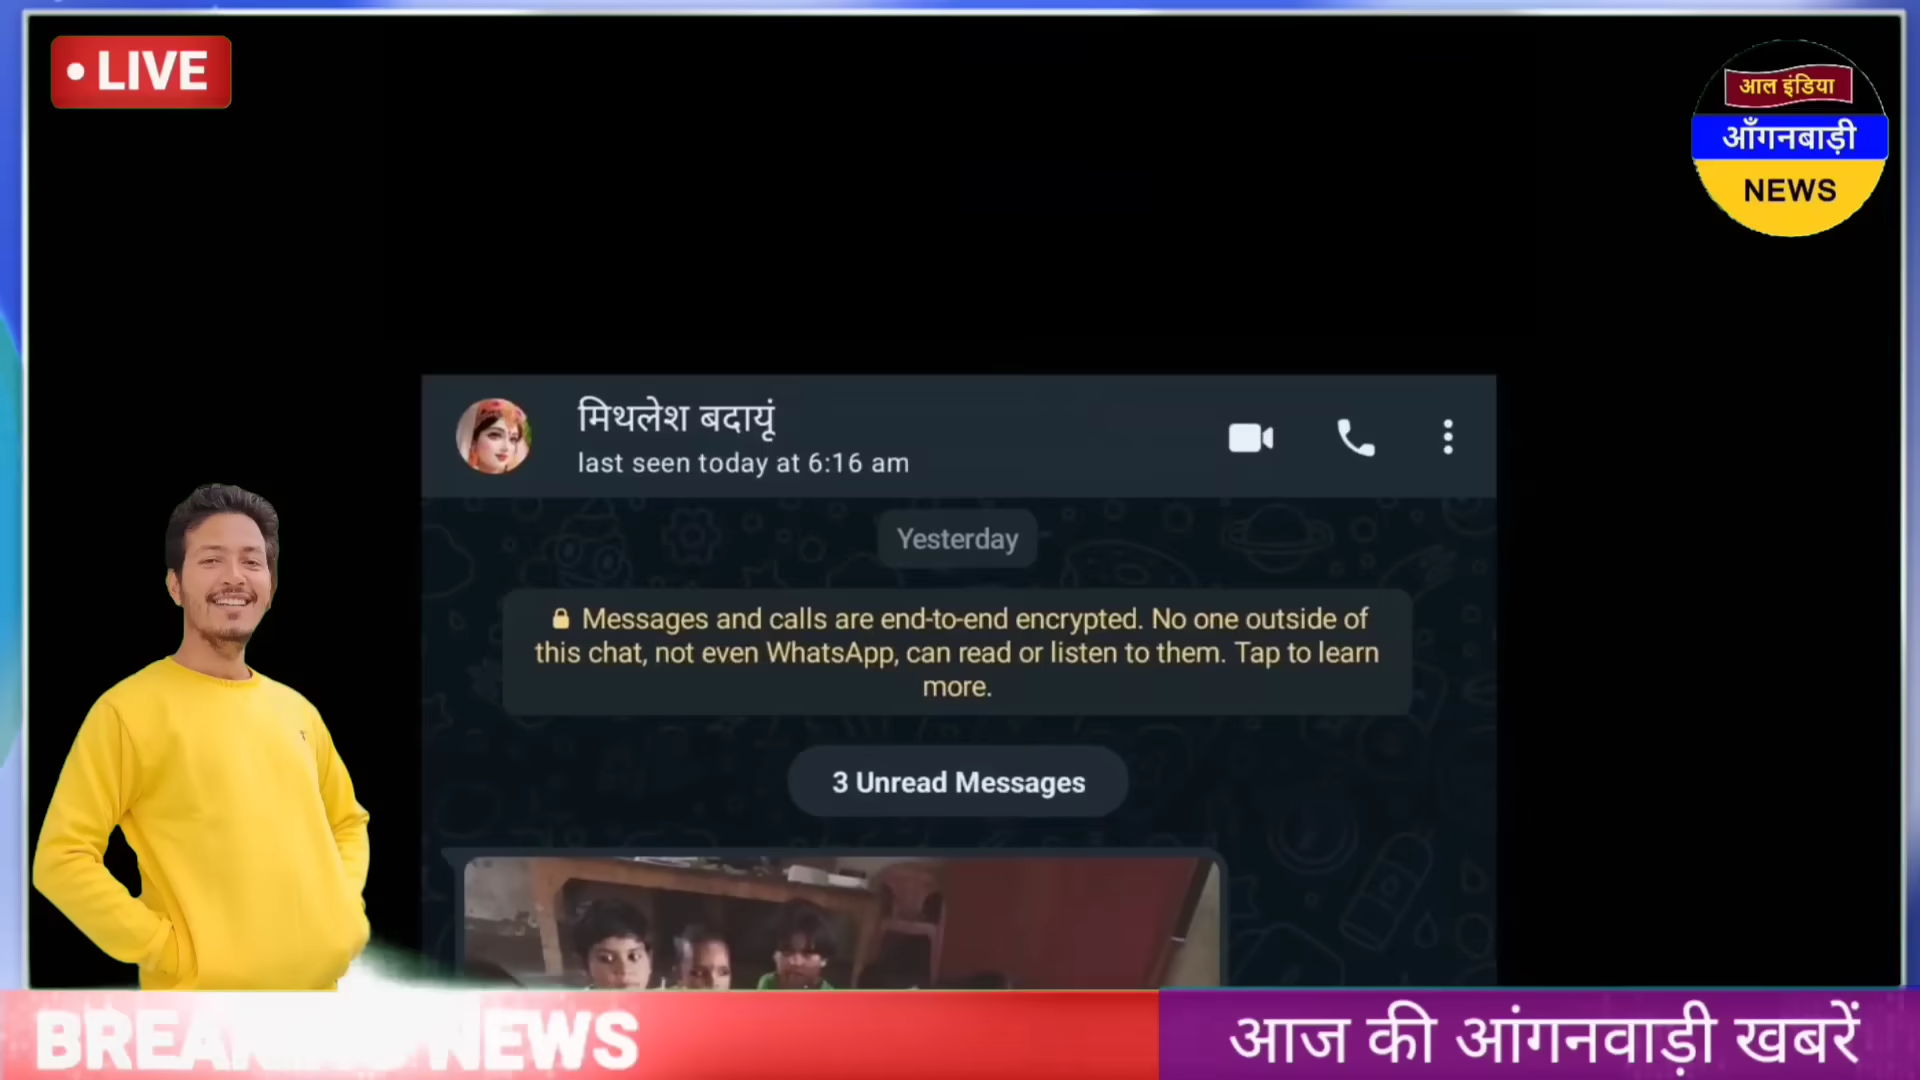 • LIVE
आल इंडिया
आँगनबाड़ी
NEWS
मिथलेश बदायूं
last seen today at 6:16 am
Yesterday
Messages and calls are end-to-end encrypted. No one outside of
this chat, not even WhatsApp, can read or listen to them. Tap to learn
more.
3 Unread Messages
NEWS
आज की आंगनवाड़ी खबरें